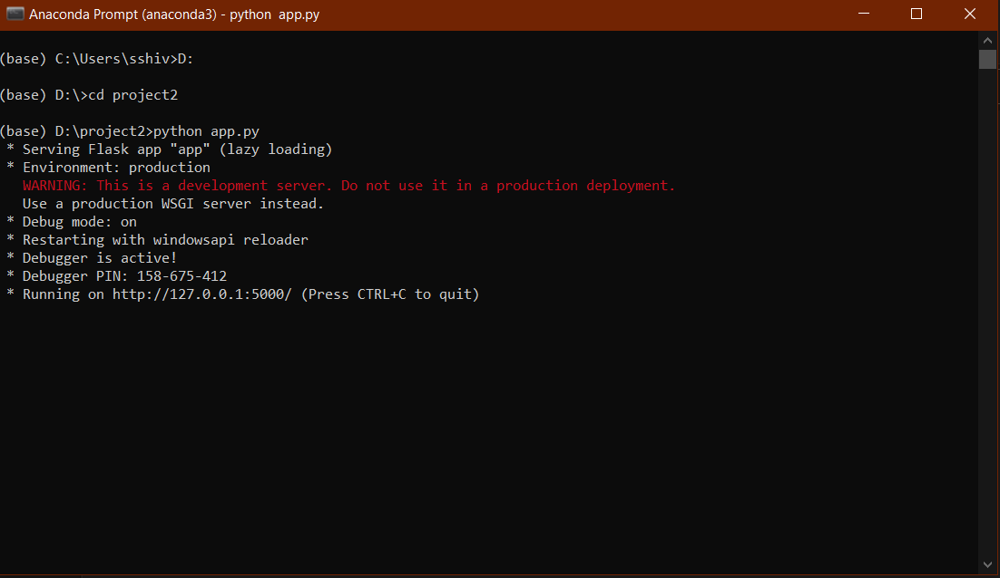 Anaconda Prompt (anaconda3) - python  app.py
(base) C:\Users\sshiv>D:
(base) D:\>cd project2
(base) D:\project2>python app.py
 * Serving Flask app "app" (lazy loading)
 * Environment: production
   WARNING: This is a development server. Do not use it in a production deployment.
   Use a production WSGI server instead.
 * Debug mode: on
 * Restarting with windowsapi reloader
 * Debugger is active!
 * Debugger PIN: 158-675-412
 * Running on http://127.0.0.1:5000/ (Press CTRL+C to quit)